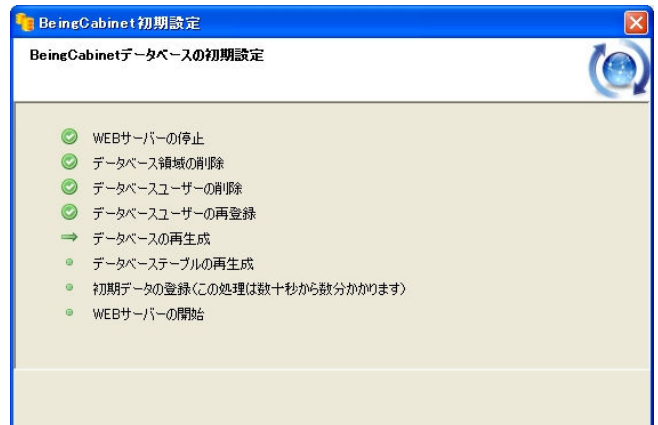 BeingCabinet初期設定
BeingCabinetデータベースの初期設定
WEBサーバーの停止
データベース領域の削除
データベースユーザーの削除
データベースユーザーの再登録
データベースの再生成
データベーステーブルの再生成
初期データの登録(この処理は数十秒から数分かかります)
WEBサーバーの開始